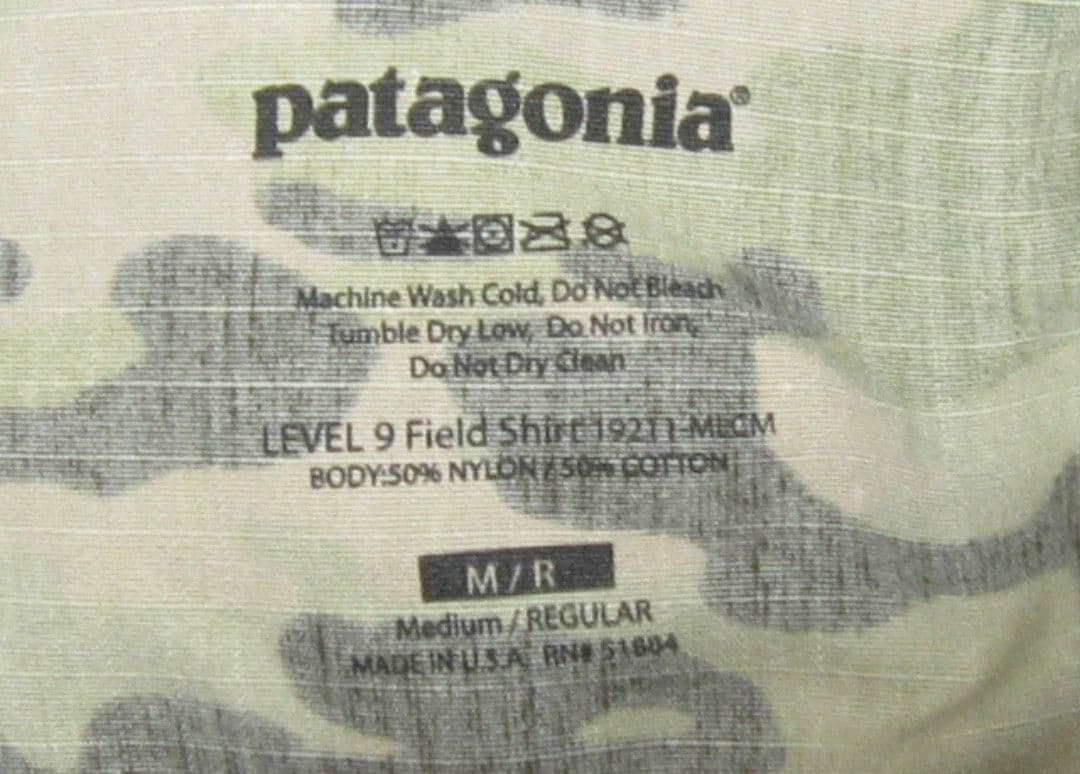 patagonia®
Machine Wash Cold, Do Not Bleach
Tumble Dry Low, Do Not Iron,
Do Not Dry Clean
LEVEL 9 Field Shirt 19211-MLCM
BODY:50% NYLON / 50% COTTON
M / R
Medium / REGULAR
MADE IN U.S.A. RN# 51884